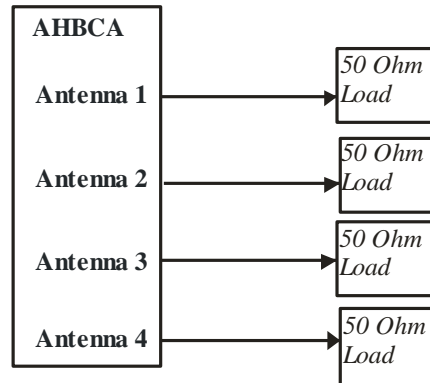 AHBCA
Antenna 1
50 Ohm
Load
Antenna 2
50 Ohm
Load
Antenna 3
50 Ohm
Load
Antenna 4
50 Ohm
Load